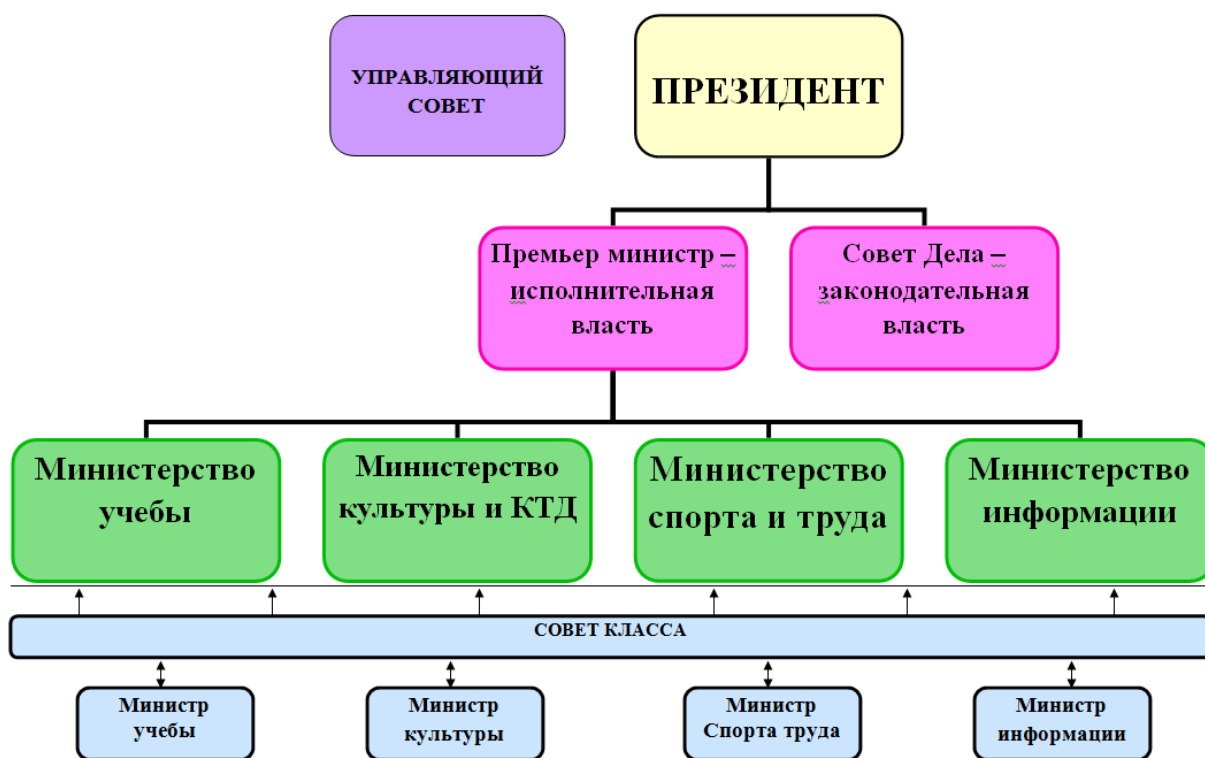 УПРАВЛЯЮЩИЙ
СОВЕТ
ПРЕЗИДЕНТ
Премьер министр –
исполнительная
власть
Совет Дела –
законодательная
власть
Министерство
учебы
Министерство
культуры и КТД
Министерство
спорта и труда
Министерство
информации
СОВЕТ КЛАССА
Министр
учебы
Министр
культуры
Министр
Спорта труда
Министр
информации